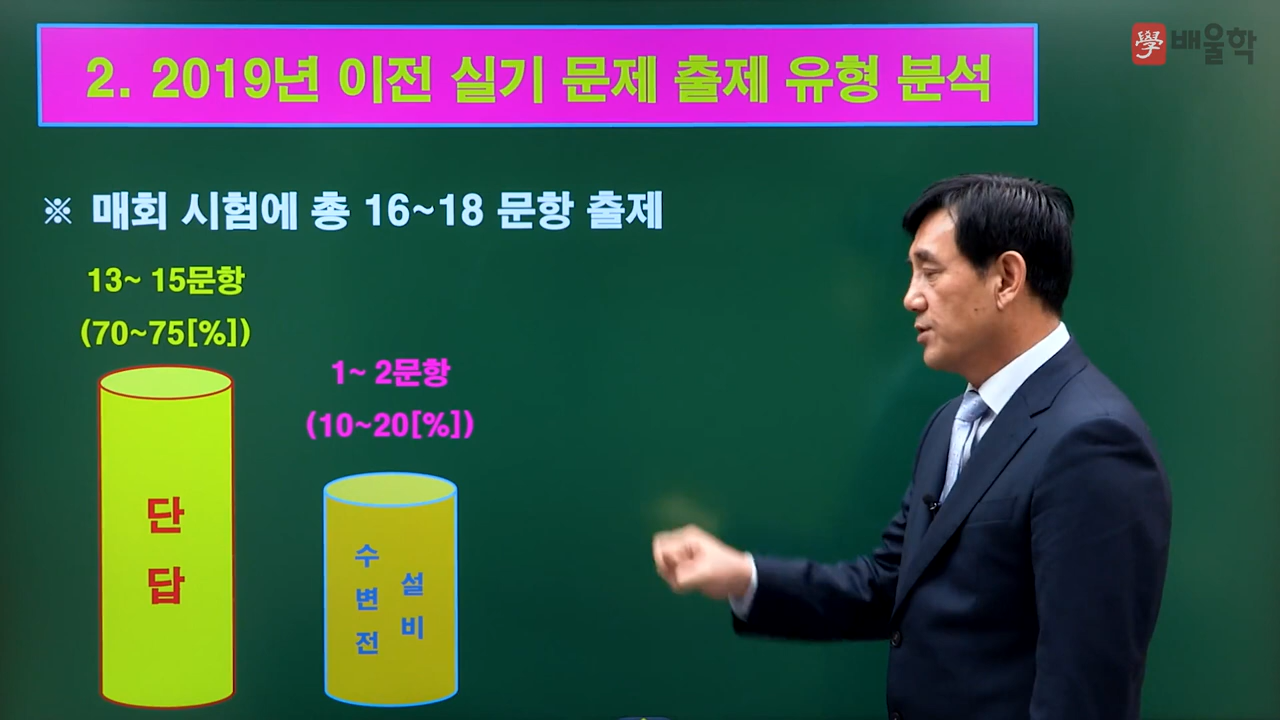 學 배울학
2. 2019년 이전 실기 문제 출제 유형 분석
※ 매회 시험에 총 16~18 문항 출제
13~ 15문항
(70~75[%])
1~ 2문항
(10~20[%])
단답
수변전
설비